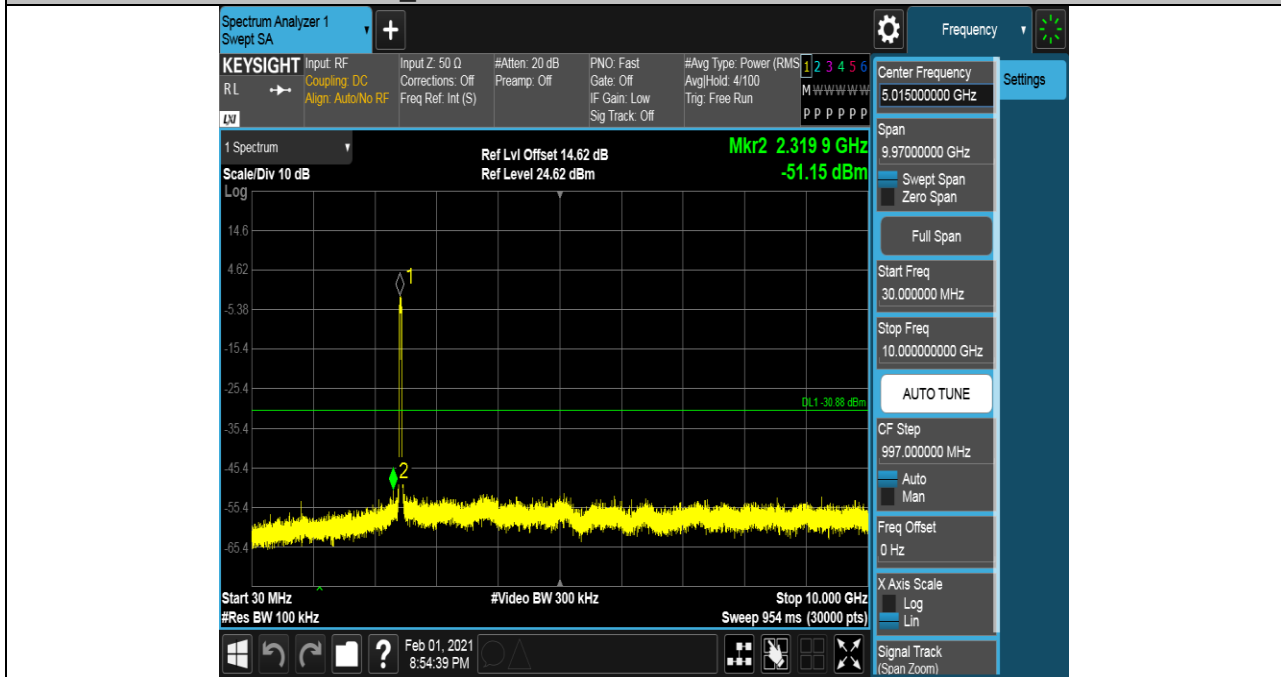 Spectrum Analyzer 1
Swept SA
+
Frequency
KEYSIGHT
RL
LXI
Input: RF
Coupling: DC
Align: Auto/No RF
Input Z: 50 Ω
Corrections: Off
Freq Ref: Int (S)
#Atten: 20 dB
Preamp: Off
PNO: Fast
Gate: Off
IF Gain: Low
Sig Track: Off
#Avg Type: Power (RMS
Avg|Hold: 4/100
Trig: Free Run
1 2 3 4 5 6
M W W W W W
P P P P P P
1 Spectrum
Scale/Div 10 dB
Ref Lvl Offset 14.62 dB
Ref Level 24.62 dBm
Mkr2 2.319 9 GHz
-51.15 dBm
Log
14.6
4.62
-5.38
-15.4
-25.4
-35.4
-45.4
-55.4
-65.4
1
DL1 -30.88 dBm
2
Start 30 MHz
#Res BW 100 kHz
#Video BW 300 kHz
Stop 10.000 GHz
Sweep 954 ms (30000 pts)
Center Frequency
5.015000000 GHz
Settings
Span
9.97000000 GHz
Swept Span
Zero Span
Full Span
Start Freq
30.000000 MHz
Stop Freq
10.000000000 GHz
AUTO TUNE
CF Step
997.000000 MHz
Auto
Man
Freq Offset
0 Hz
X Axis Scale
Log
Lin
Signal Track
(Span Zoom)
?
Feb 01, 2021
8:54:39 PM